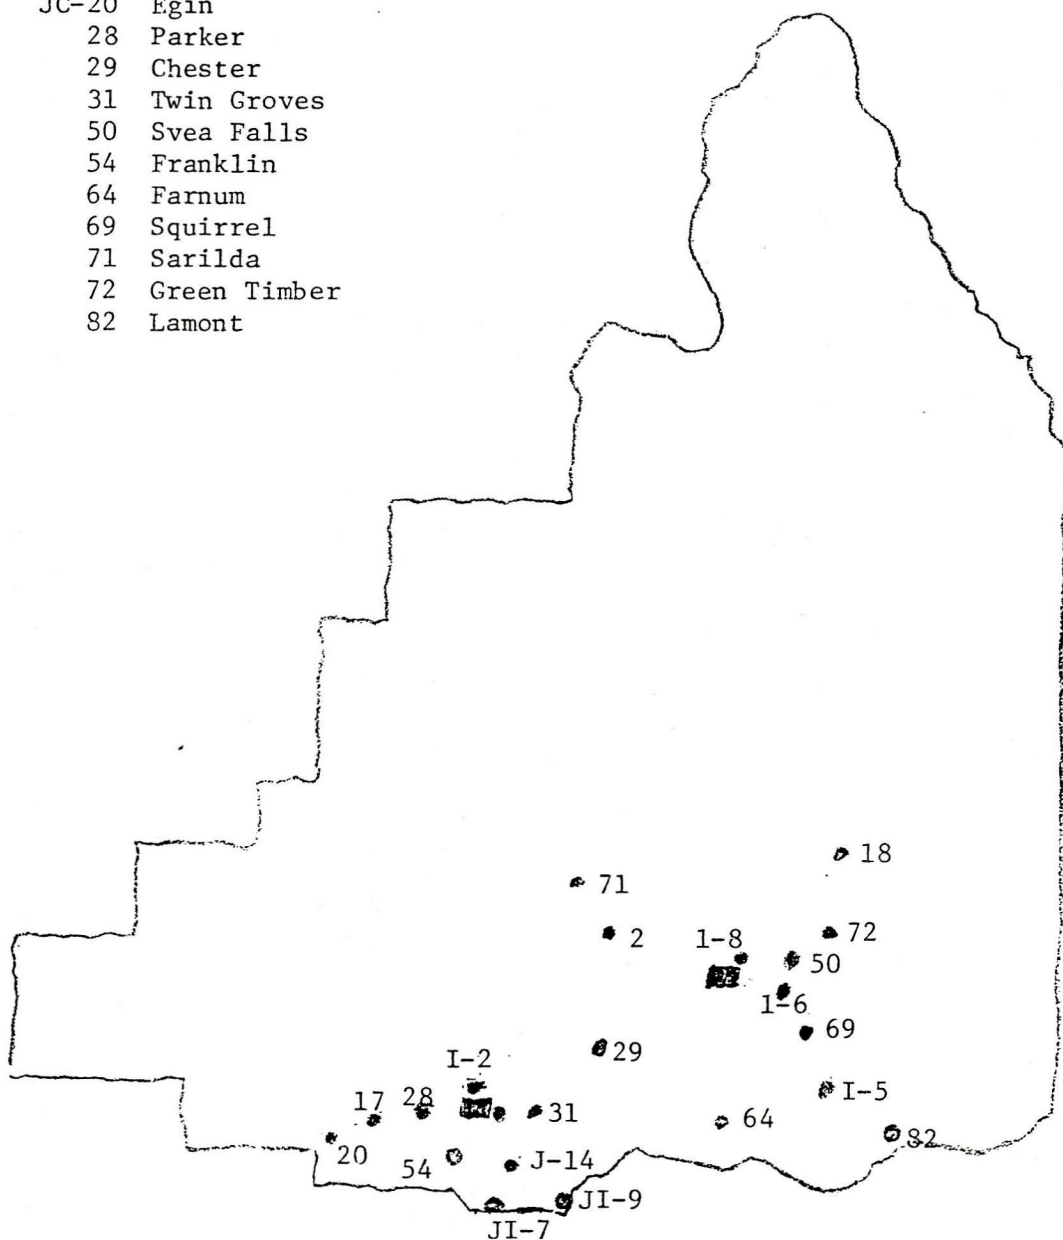 JC-20 Egin
28 Parker
29 Chester
31 Twin Groves
50 Svea Falls
54 Franklin
64 Farnum
69 Squirrel
71 Sarilda
72 Green Timber
82 Lamont
18
71
2
1-8
72
50
1-6
69
29
I-2
I-5
17
28
31
64
82
20
54
J-14
JI-9
JI-7